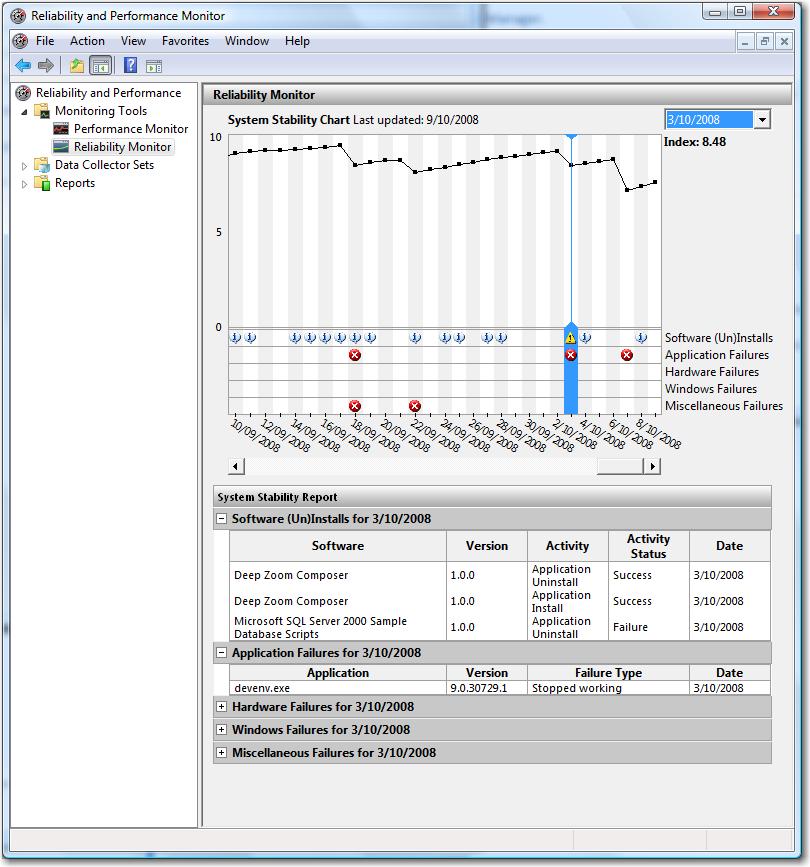 Manager.
Reliability and Performance Monitor
File Action View Favorites Window Help
Reliability and Performance
Monitoring Tools
Performance Monitor
Reliability Monitor
Data Collector Sets
Reports
Reliability Monitor
System Stability Chart Last updated: 9/10/2008
3/10/2008
Index: 8.48
10
5
0
Software (Un)Installs
Application Failures
Hardware Failures
Windows Failures
Miscellaneous Failures
10/09/2008 12/09/2008 14/09/2008 16/09/2008 18/09/2008 20/09/2008 22/09/2008 24/09/2008 26/09/2008 28/09/2008 30/09/2008 2/10/2008 4/10/2008 6/10/2008 8/10/2008
System Stability Report
Software (Un)Installs for 3/10/2008
Software Version Activity Activity Status Date
Deep Zoom Composer 1.0.0 Application Uninstall Success 3/10/2008
Deep Zoom Composer 1.0.0 Application Install Success 3/10/2008
Microsoft SQL Server 2000 Sample Database Scripts 1.0.0 Application Uninstall Failure 3/10/2008
Application Failures for 3/10/2008
Application Version Failure Type Date
devenv.exe 9.0.30729.1 Stopped working 3/10/2008
Hardware Failures for 3/10/2008
Windows Failures for 3/10/2008
Miscellaneous Failures for 3/10/2008